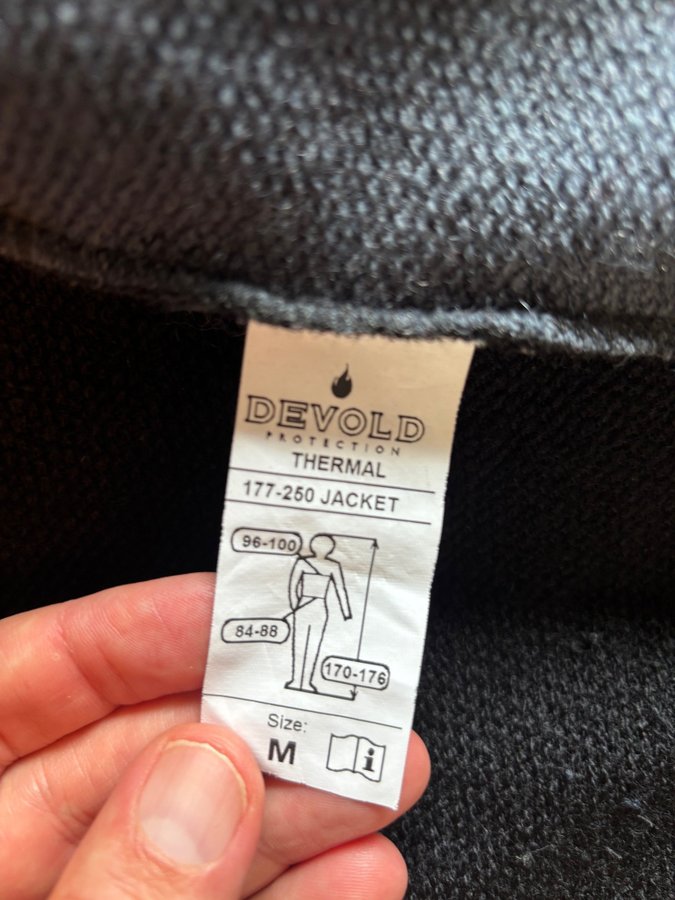 DEVOLD
PROTECTION
THERMAL
177-250 JACKET
96-100
84-88
170-176
Size:
M
i